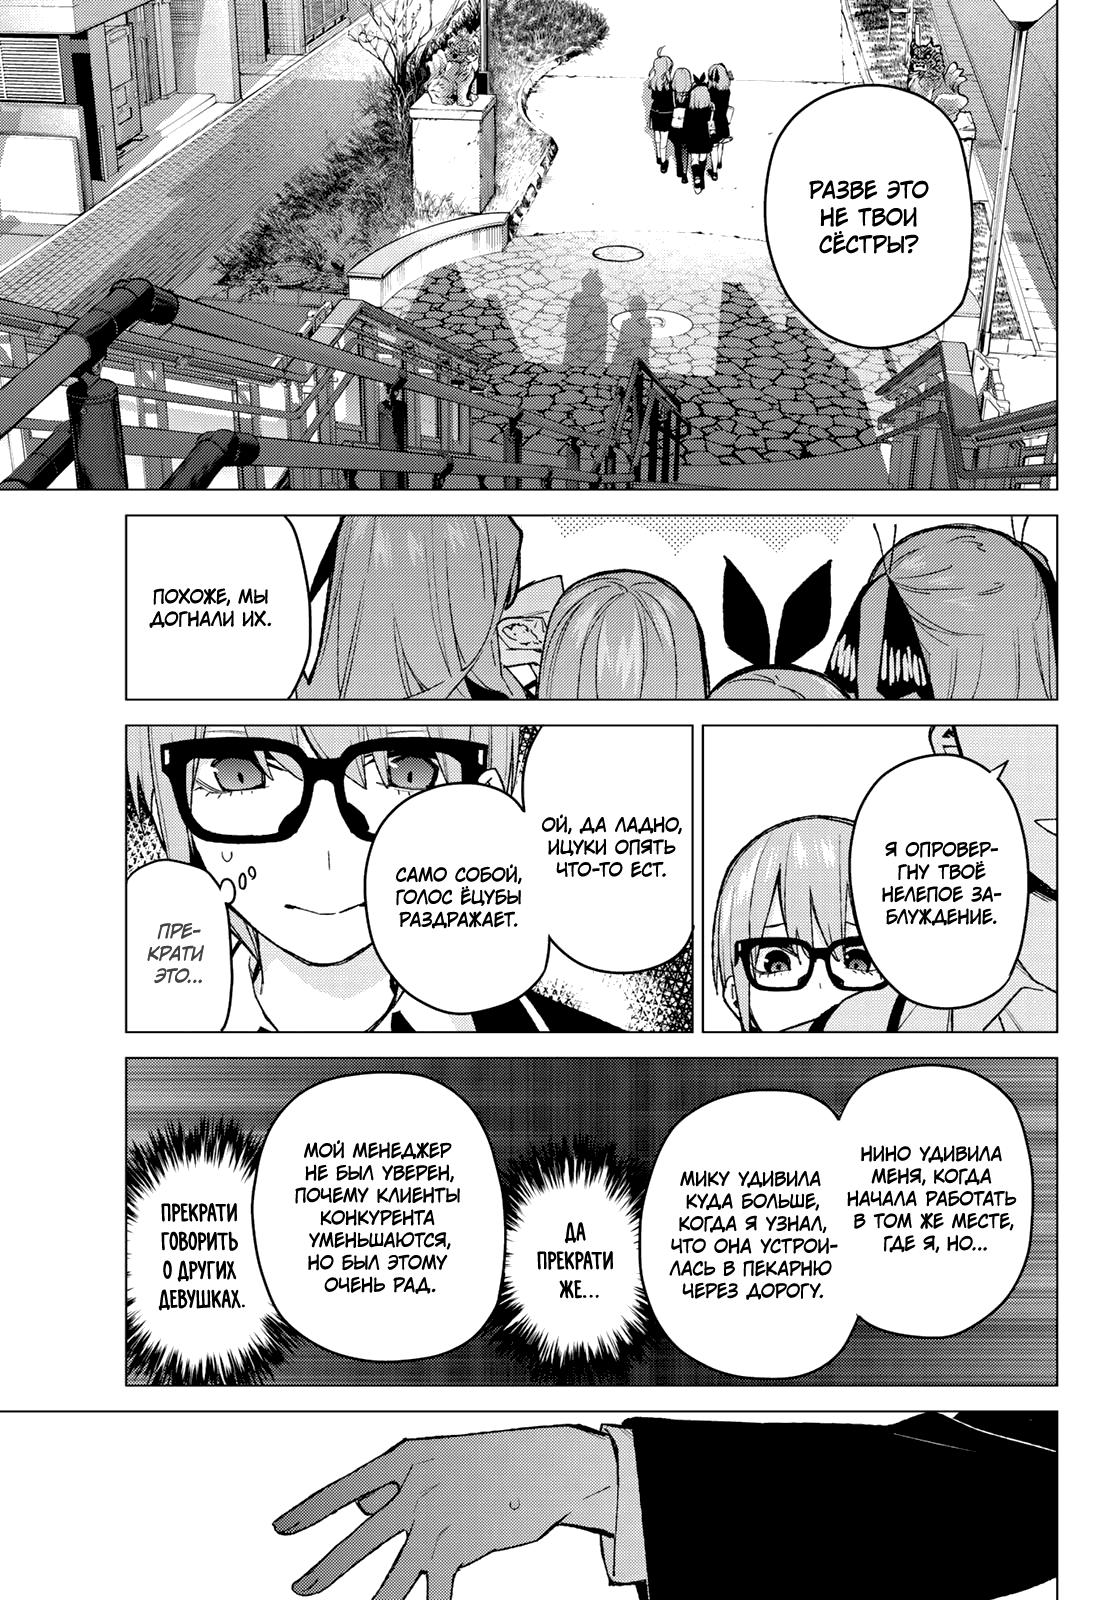 РАЗВЕ ЭТО
НЕ ТВОИ
СЁСТРЫ?
ПОХОЖЕ, МЫ
ДОГНАЛИ ИХ.
Я ОПРОВЕР-
ГНУ ТВОЁ
НЕЛЕПОЕ ЗА-
БЛУЖДЕНИЕ.
ОЙ, ДА ЛАДНО,
ИЦУКИ ОПЯТЬ
ЧТО-ТО ЕСТ.
САМО СОБОЙ,
ГОЛОС ЁЦУБЫ
РАЗДРАЖАЕТ.
ПРЕ-
КРАТИ
ЭТО...
НИНО УДИВИЛА
МЕНЯ, КОГДА
НАЧАЛА РАБОТАТЬ
В ТОМ ЖЕ МЕСТЕ,
ГДЕ Я, НО...
МИКУ УДИВИЛА
КУДА БОЛЬШЕ,
КОГДА Я УЗНАЛ,
ЧТО ОНА УСТРОИ-
ЛАСЬ В ПЕКАРНЮ
ЧЕРЕЗ ДОРОГУ.
ДА
ПРЕКРАТИ
ЖЕ...
МОЙ МЕНЕДЖЕР
НЕ БЫЛ УВЕРЕН,
ПОЧЕМУ КЛИЕНТЫ
КОНКУРЕНТА
УМЕНЬШАЮТСЯ,
НО БЫЛ ЭТОМУ
ОЧЕНЬ РАД.
ПРЕКРАТИ
ГОВОРИТЬ
О ДРУГИХ
ДЕВУШКАХ.